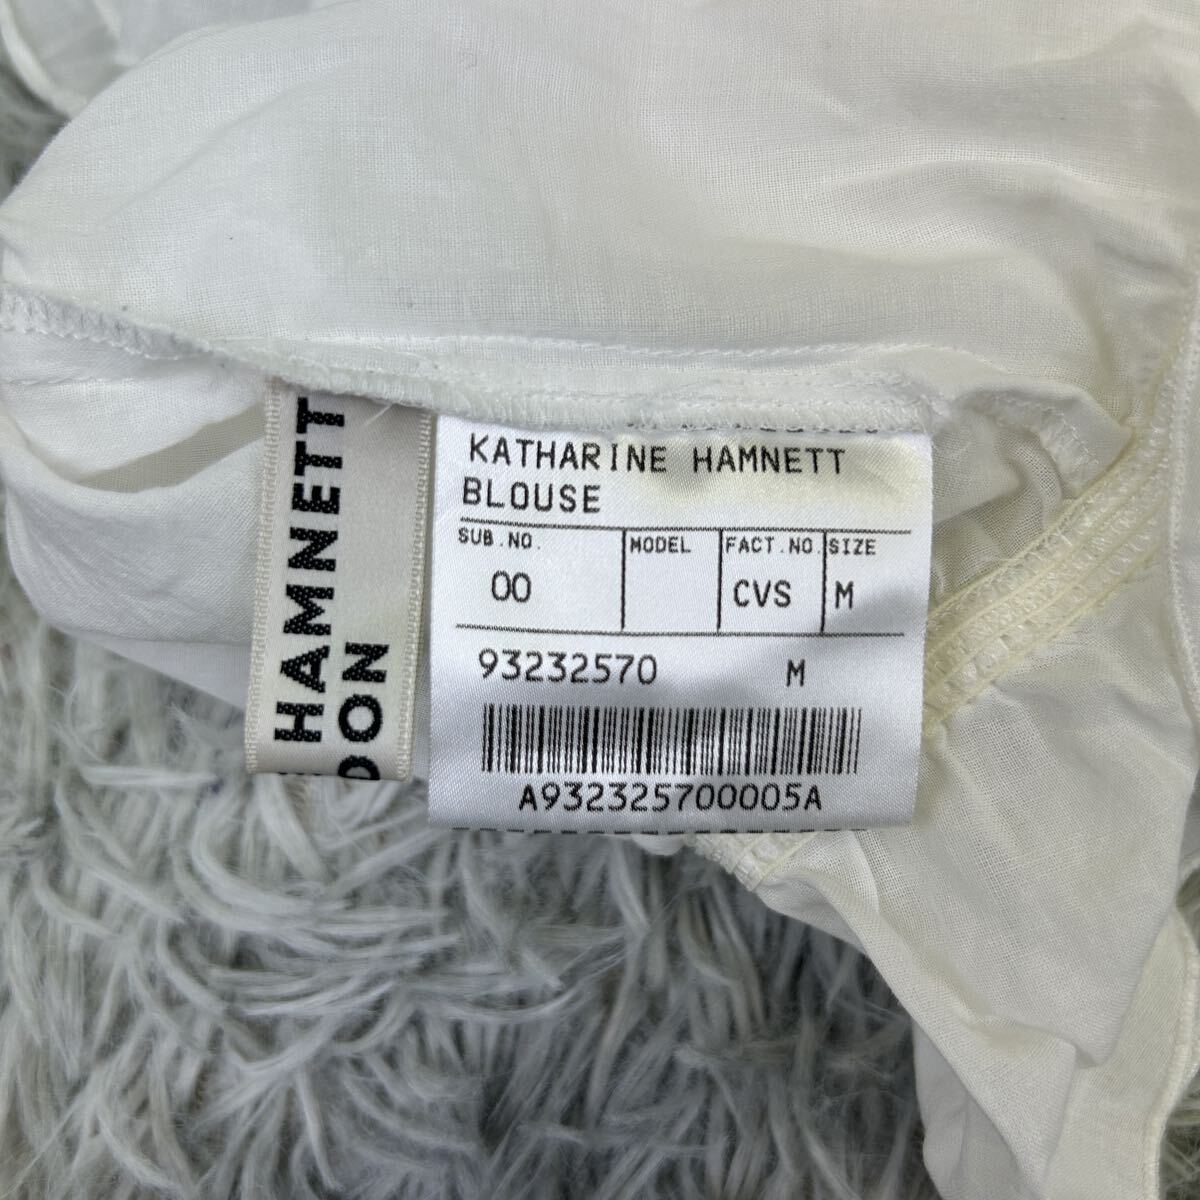 HAMNETT
DON
KATHARINE HAMNETT
BLOUSE
SUB.NO. MODEL FACT.NO. SIZE
00 CVS M
93232570 M
A932325700005A